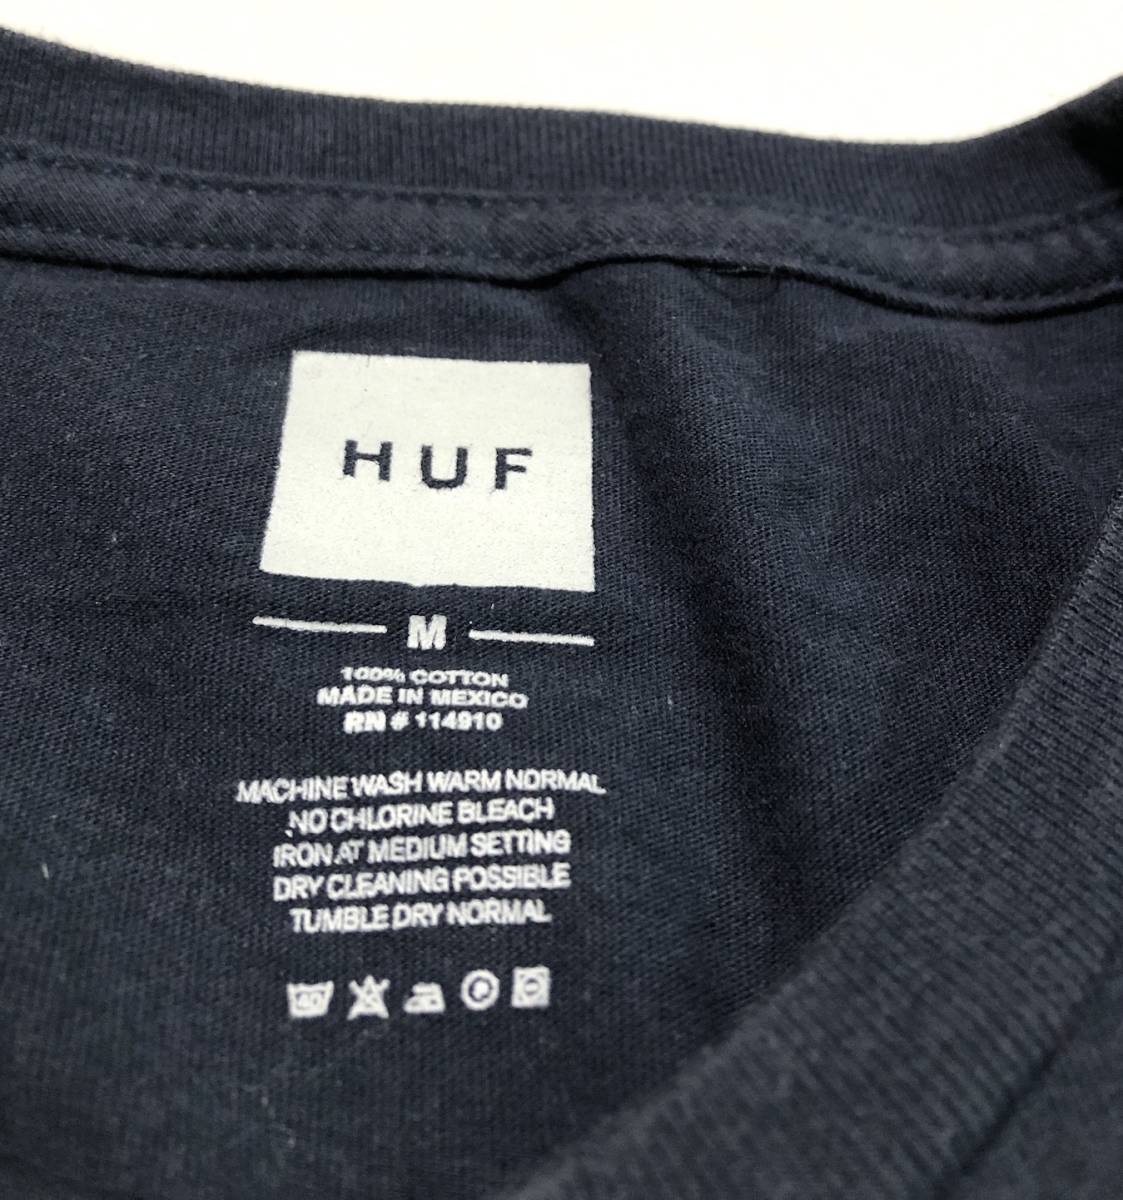 HUF
M
100% COTTON
MADE IN MEXICO
RN # 114910
MACHINE WASH WARM NORMAL
NO CHLORINE BLEACH
IRON AT MEDIUM SETTING
DRY CLEANING POSSIBLE
TUMBLE DRY NORMAL
40 P